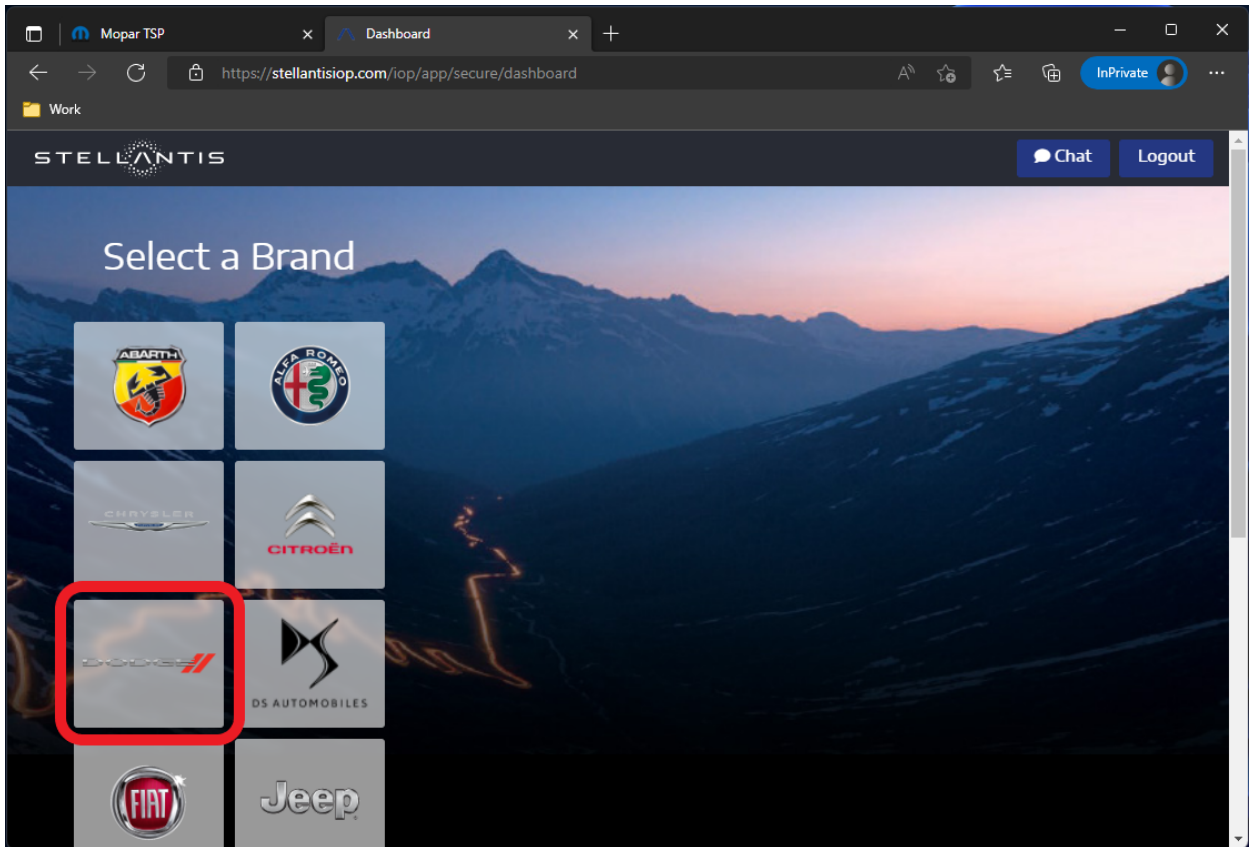 Mopar TSP
Dashboard
https://stellantisiop.com/iop/app/secure/dashboard
InPrivate
Work
STELLANTIS
Chat
Logout
Select a Brand
ABARTH
ALFA ROMEO
CHRYSLER
CITROËN
DODGE
DS AUTOMOBILES
FIAT
Jeep